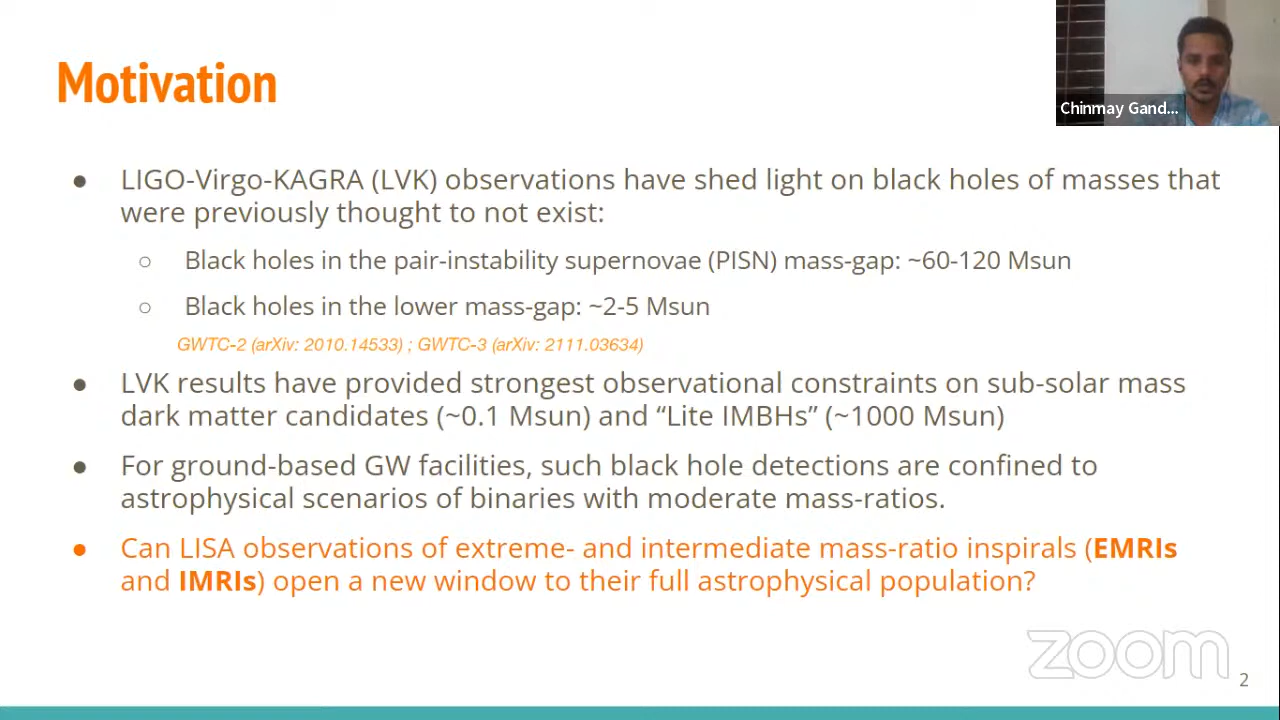 Motivation
Chinmay Gand...
● LIGO-Virgo-KAGRA (LVK) observations have shed light on black holes of masses that
were previously thought to not exist:
○ Black holes in the pair-instability supernovae (PISN) mass-gap: ~60-120 Msun
○ Black holes in the lower mass-gap: ~2-5 Msun
GWTC-2 (arXiv: 2010.14533) ; GWTC-3 (arXiv: 2111.03634)
● LVK results have provided strongest observational constraints on sub-solar mass
dark matter candidates (~0.1 Msun) and “Lite IMBHs” (~1000 Msun)
● For ground-based GW facilities, such black hole detections are confined to
astrophysical scenarios of binaries with moderate mass-ratios.
● Can LISA observations of extreme- and intermediate mass-ratio inspirals (EMRIs
and IMRIs) open a new window to their full astrophysical population?
zoom
2